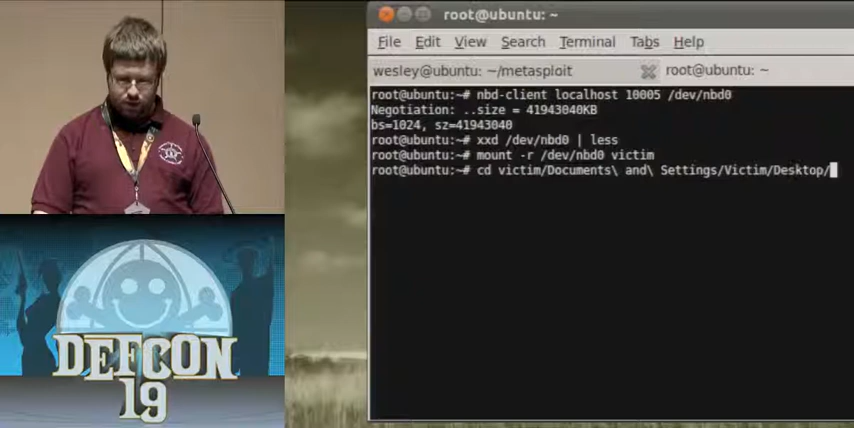 root@ubuntu: ~
File Edit View Search Terminal Tabs Help
wesley@ubuntu: ~/metasploit
root@ubuntu: ~
root@ubuntu:~# nbd-client localhost 10005 /dev/nbd0
Negotiation: ..size = 41943040KB
bs=1024, sz=41943040
root@ubuntu:~# xxd /dev/nbd0 | less
root@ubuntu:~# mount -r /dev/nbd0 victim
root@ubuntu:~# cd victim/Documents\ and\ Settings/Victim/Desktop/
DEFCON
19